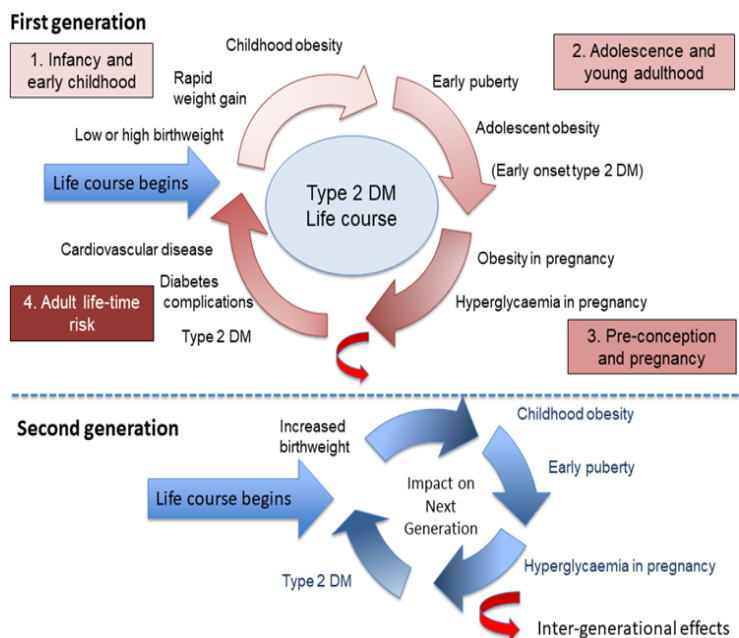 First generation
1. Infancy and
early childhood
Childhood obesity
Rapid
weight gain
Low or high birthweight
Life course begins
2. Adolescence and
young adulthood
Early puberty
Adolescent obesity
(Early onset type 2 DM)
Type 2 DM
Life course
Obesity in pregnancy
Hyperglycaemia in pregnancy
3. Pre-conception
and pregnancy
Cardiovascular disease
Diabetes
complications
Type 2 DM
4. Adult life-time
risk
Second generation
Increased
birthweight
Life course begins
Childhood obesity
Early puberty
Impact on
Next
Generation
Hyperglycaemia in pregnancy
Type 2 DM
Inter-generational effects